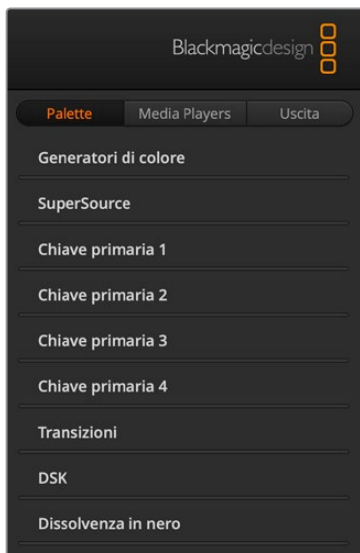 Blackmagicdesign
Palette Media Players Uscita
Generatori di colore
SuperSource
Chiave primaria 1
Chiave primaria 2
Chiave primaria 3
Chiave primaria 4
Transizioni
DSK
Dissolvenza in nero